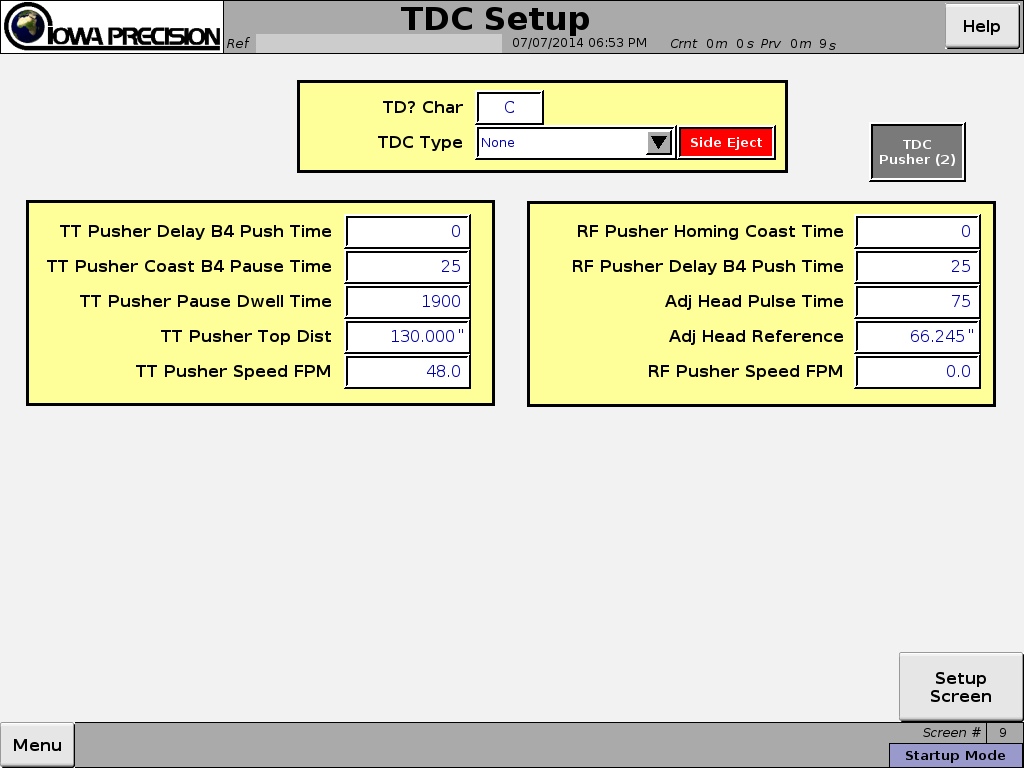 IOWA PRECISION
TDC Setup
Help
Ref 07/07/2014 06:53 PM Crnt 0m 0s Prv 0m 9s
TD? Char C
TDC Type None Side Eject
TDC
Pusher (2)
TT Pusher Delay B4 Push Time 0
TT Pusher Coast B4 Pause Time 25
TT Pusher Pause Dwell Time 1900
TT Pusher Top Dist 130.000"
TT Pusher Speed FPM 48.0
RF Pusher Homing Coast Time 0
RF Pusher Delay B4 Push Time 25
Adj Head Pulse Time 75
Adj Head Reference 66.245"
RF Pusher Speed FPM 0.0
Setup
Screen
Menu
Screen # 9
Startup Mode